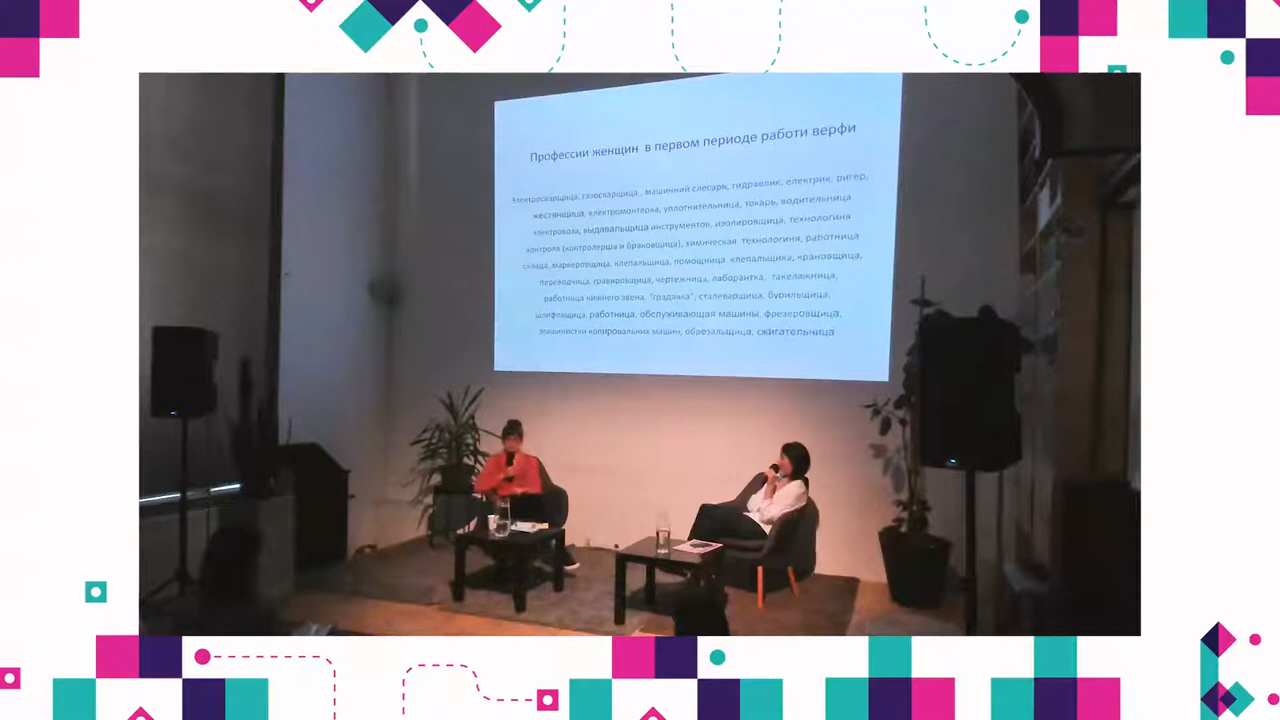 Профессии женщин в первом периоде работи верфи
Электросварщица, газосварщица , машинний слесарь, гидравлик, електрик, ригер,
жестянщица, електромонтерка, уплотнительница, токарь, водительница
електровоза, выдавальщица инструментов, изолировщица, технологиня
контроля (контролерша и браковщица), химическая технологиня, работница
склада, маркеровщица, клепальщица, помощница клепальщика, крановщица,
переводчица, гравировщица, чертежница, лаборантка, такелажница,
работница нижнего звена, "градачка", сталеварщица, бурильщица,
шлифовщица, работница, обслуживающая машины, фрезеровщица,
машинистки копировальних машин, обрезальщица, сжигательница